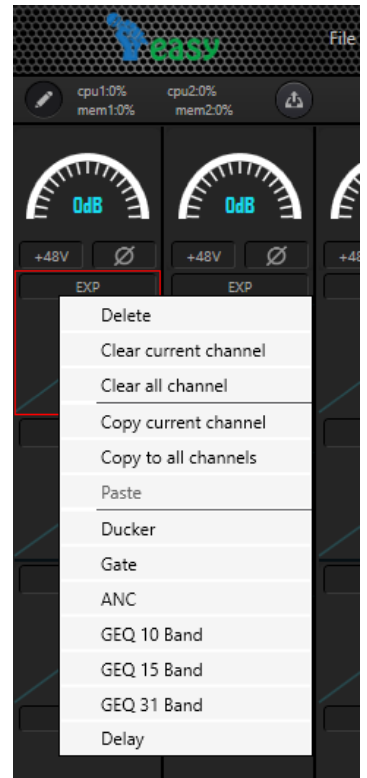 easy
File
cpu1:0% cpu2:0%
mem1:0% mem2:0%
0dB 0dB
+48V Ø +48V Ø +48
EXP EXP
Delete
Clear current channel
Clear all channel
Copy current channel
Copy to all channels
Paste
Ducker
Gate
ANC
GEQ 10 Band
GEQ 15 Band
GEQ 31 Band
Delay